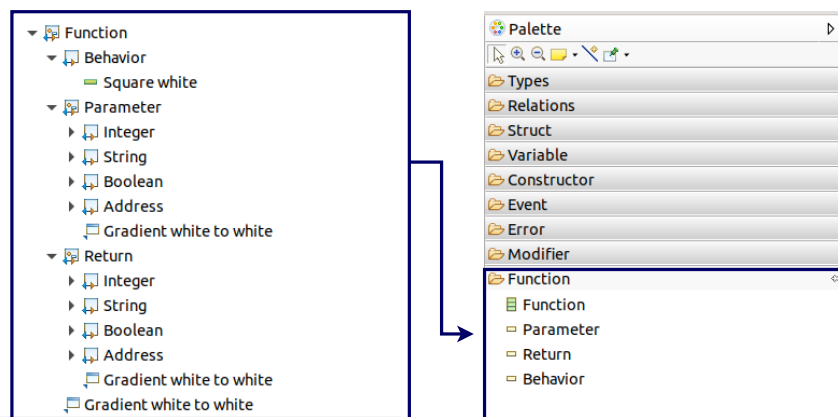 Function
Behavior
Square white
Parameter
Integer
String
Boolean
Address
Gradient white to white
Return
Integer
String
Boolean
Address
Gradient white to white
Gradient white to white
Palette
Types
Relations
Struct
Variable
Constructor
Event
Error
Modifier
Function
Function
Parameter
Return
Behavior